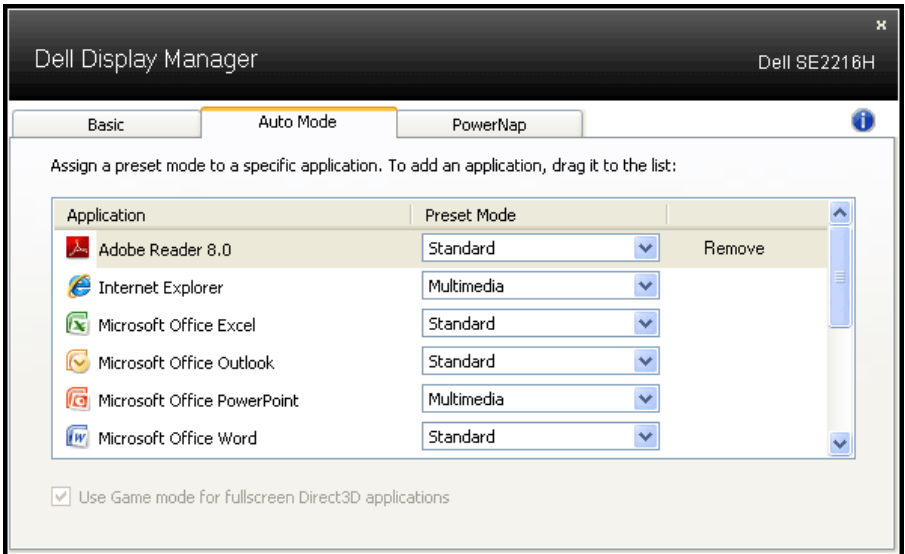 x
Dell Display Manager
Dell SE2216H
Basic
Auto Mode
PowerNap
Assign a preset mode to a specific application. To add an application, drag it to the list:
Application Preset Mode
Adobe Reader 8.0 Standard Remove
Internet Explorer Multimedia
Microsoft Office Excel Standard
Microsoft Office Outlook Standard
Microsoft Office PowerPoint Multimedia
Microsoft Office Word Standard
Use Game mode for fullscreen Direct3D applications